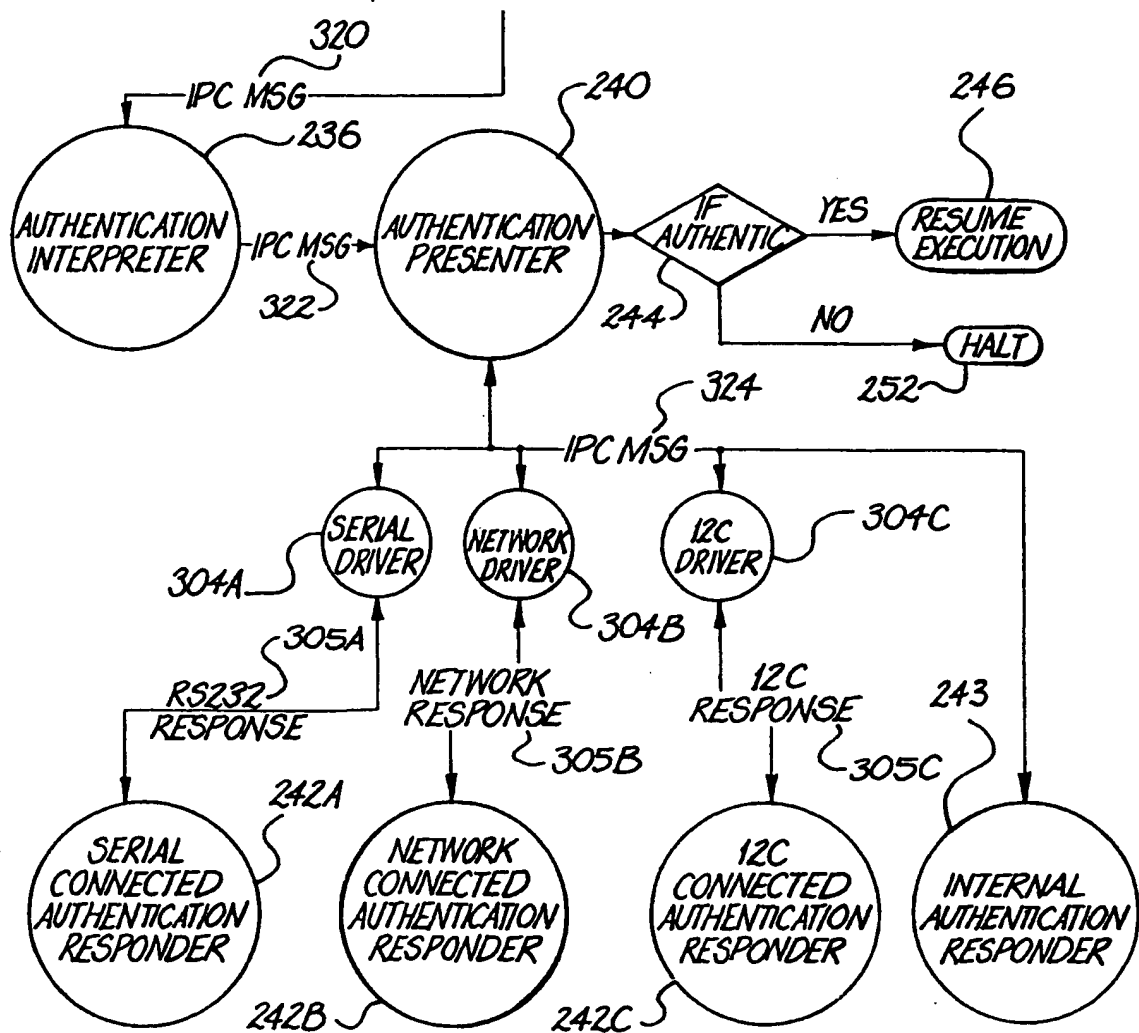 320
IPC MSG
236
240
246
AUTHENTICATION
INTERPRETER
IPC MSG
322
AUTHENTICATION
PRESENTER
IF
AUTHENTIC
244
YES
RESUME
EXECUTION
NO
HALT
252
324
IPC MSG
SERIAL
DRIVER
304A
NETWORK
DRIVER
304B
12C
DRIVER
304C
305A
RS232
RESPONSE
NETWORK
RESPONSE
305B
12C
RESPONSE
305C
243
242A
SERIAL
CONNECTED
AUTHENTICATION
RESPONDER
NETWORK
CONNECTED
AUTHENTICATION
RESPONDER
242B
12C
CONNECTED
AUTHENTICATION
RESPONDER
242C
INTERNAL
AUTHENTICATION
RESPONDER